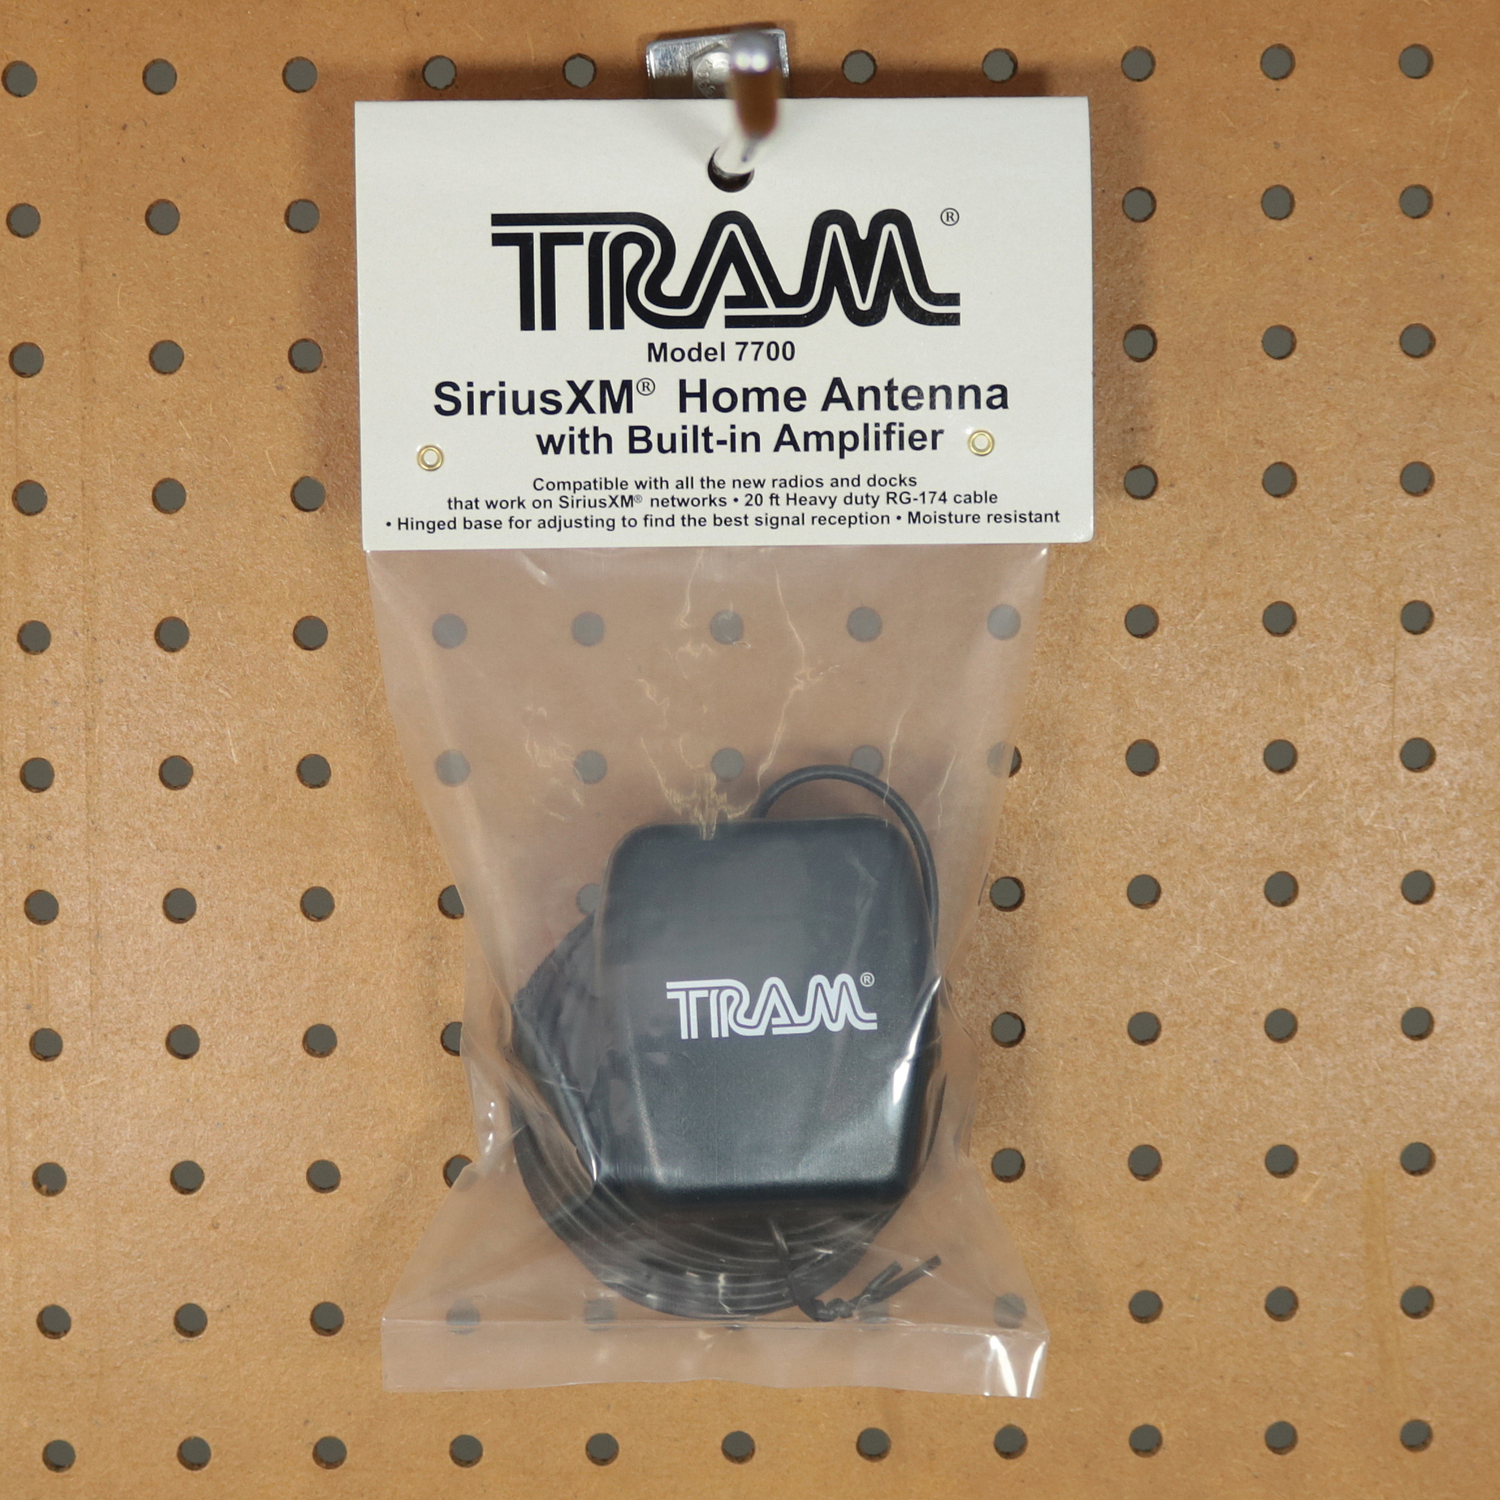 TRAM®
Model 7700
SiriusXM® Home Antenna
with Built-in Amplifier
Compatible with all the new radios and docks
that work on SiriusXM® networks • 20 ft Heavy duty RG-174 cable
• Hinged base for adjusting to find the best signal reception • Moisture resistant
TRAM®